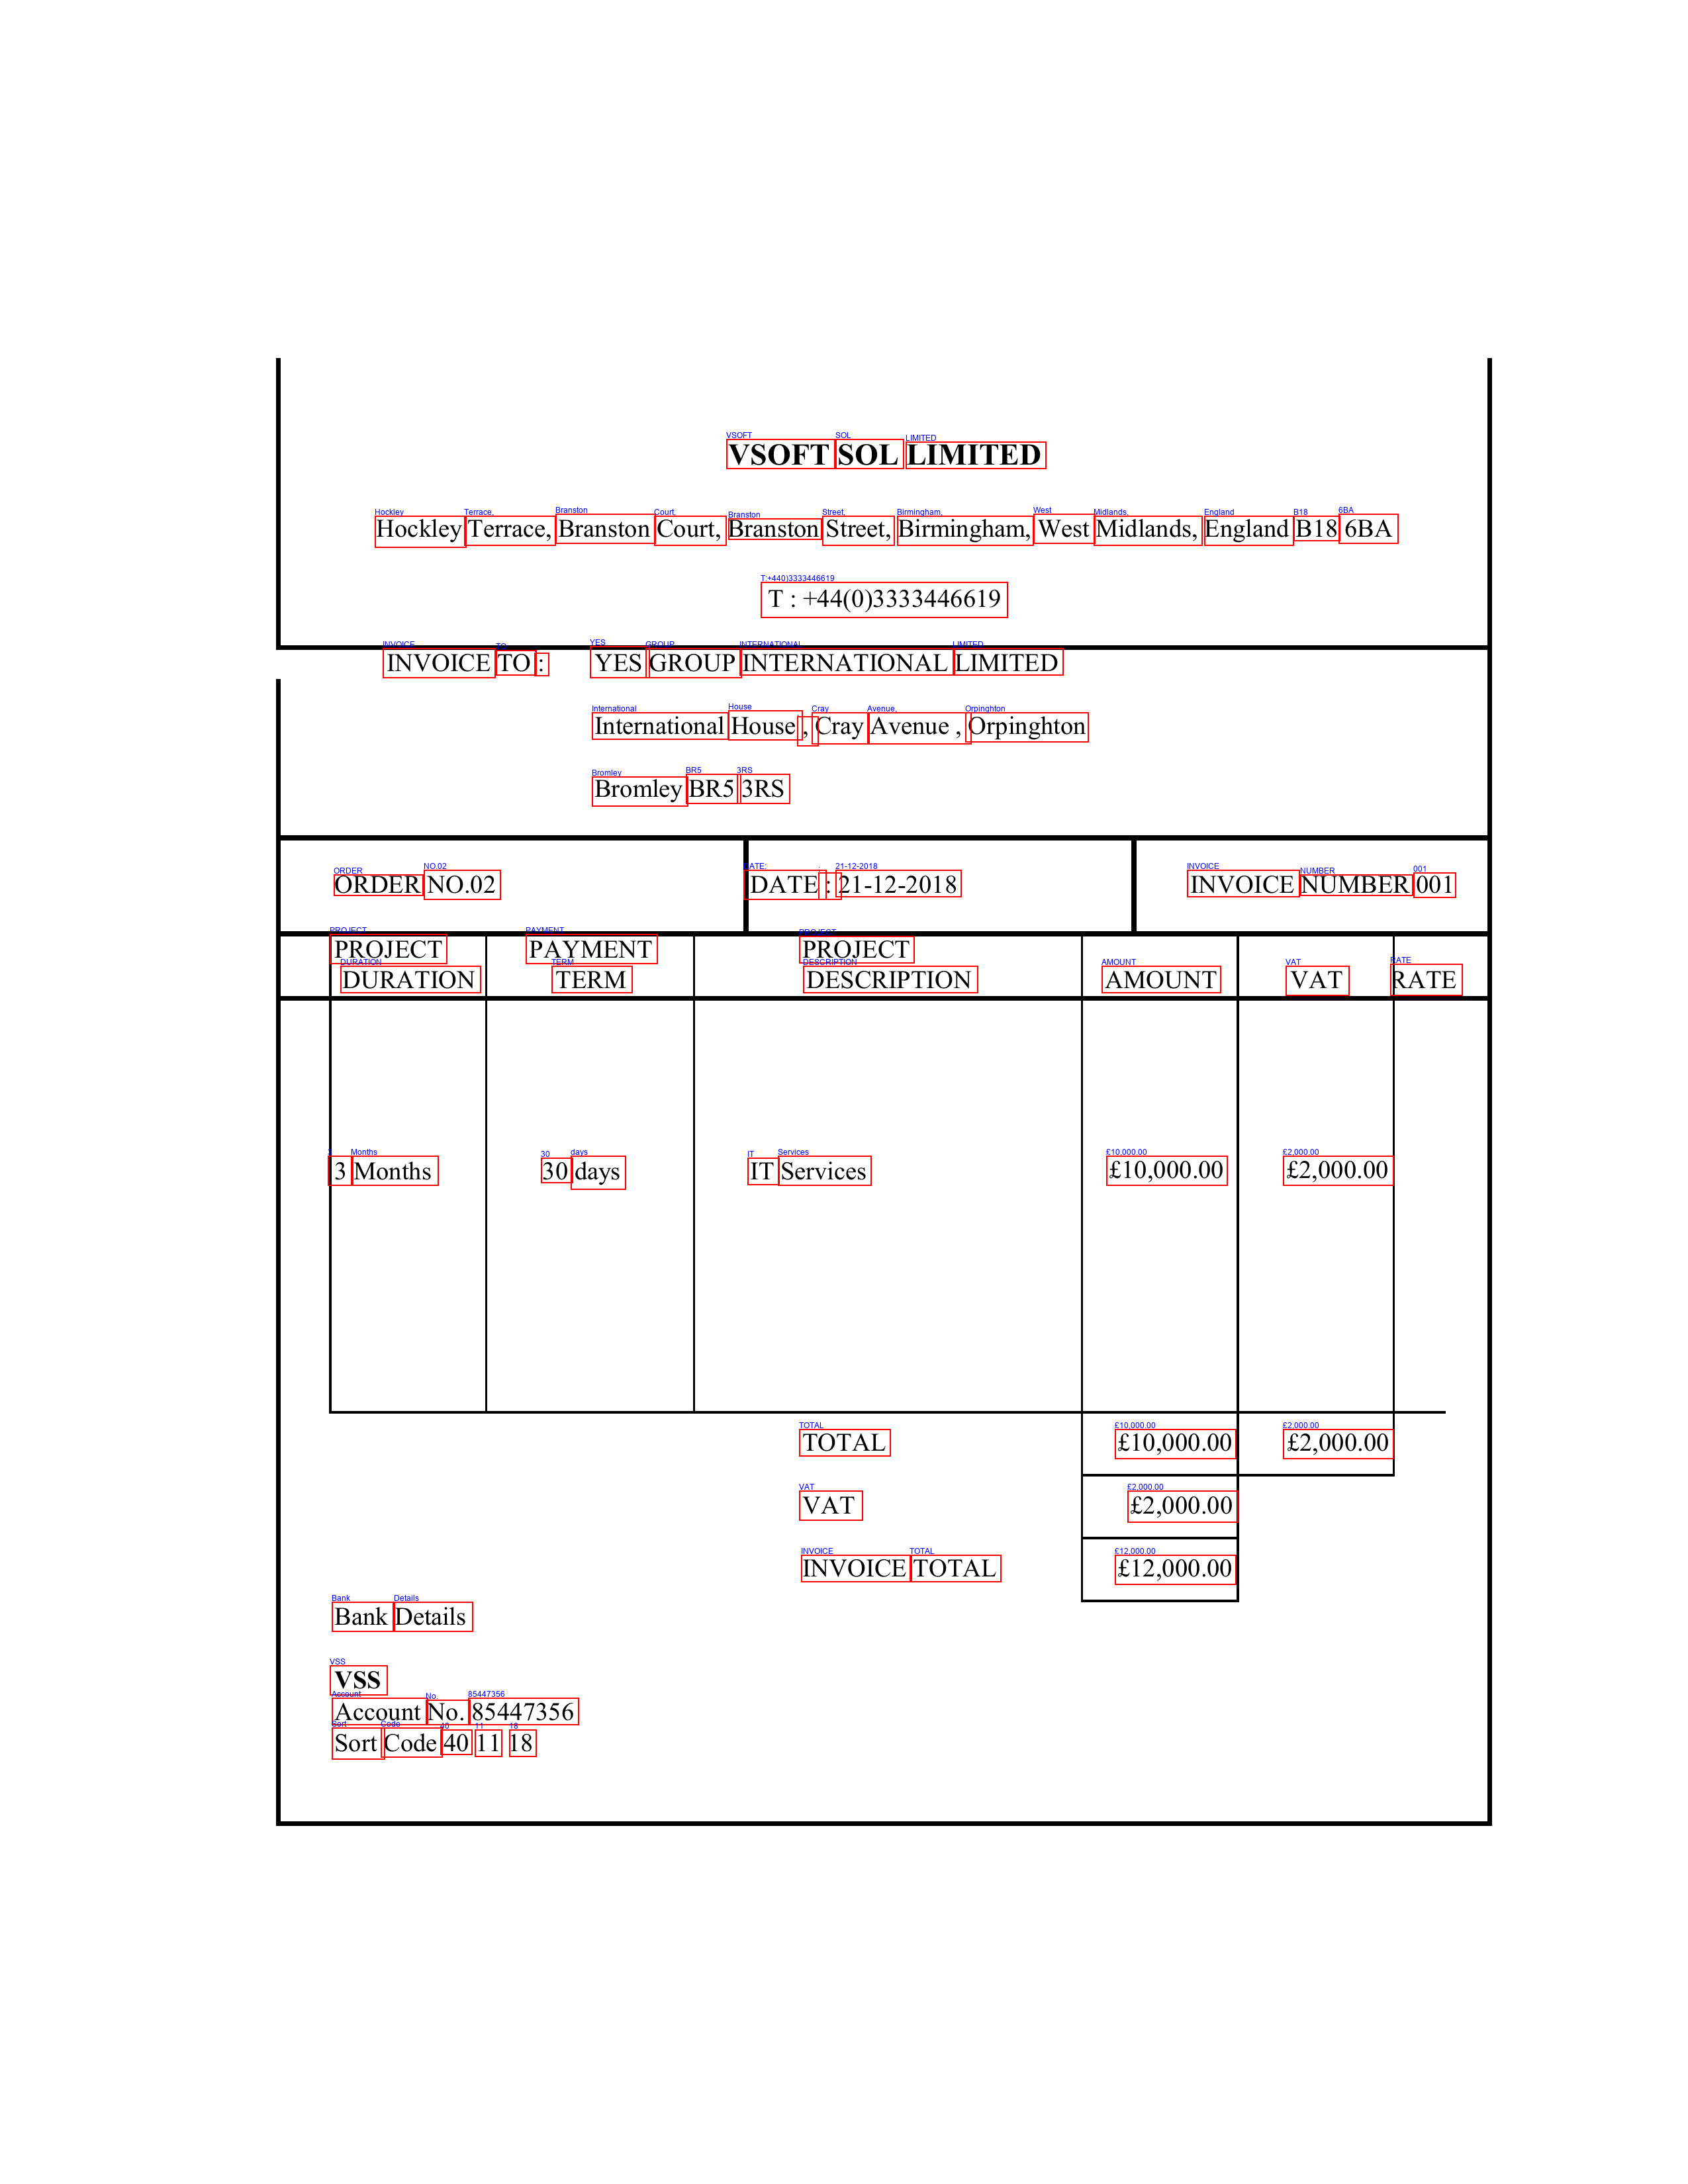 VSOFT SOL LIMITED
Hockley Terrace, Branston Court, Branston Street, Birmingham, West Midlands, England B18 6BA
T : +44(0)3333446619
INVOICE TO : YES GROUP INTERNATIONAL LIMITED
International House , Cray Avenue , Orpinghton
Bromley BR5 3RS
ORDER NO.02 DATE : 21-12-2018 INVOICE NUMBER 001
PROJECT PAYMENT PROJECT
DURATION TERM DESCRIPTION AMOUNT VAT RATE
3 Months 30 days IT Services £10,000.00 £2,000.00
TOTAL £10,000.00 £2,000.00
VAT £2,000.00
INVOICE TOTAL £12,000.00
Bank Details
VSS
Account No. 85447356
Sort Code 40 11 18